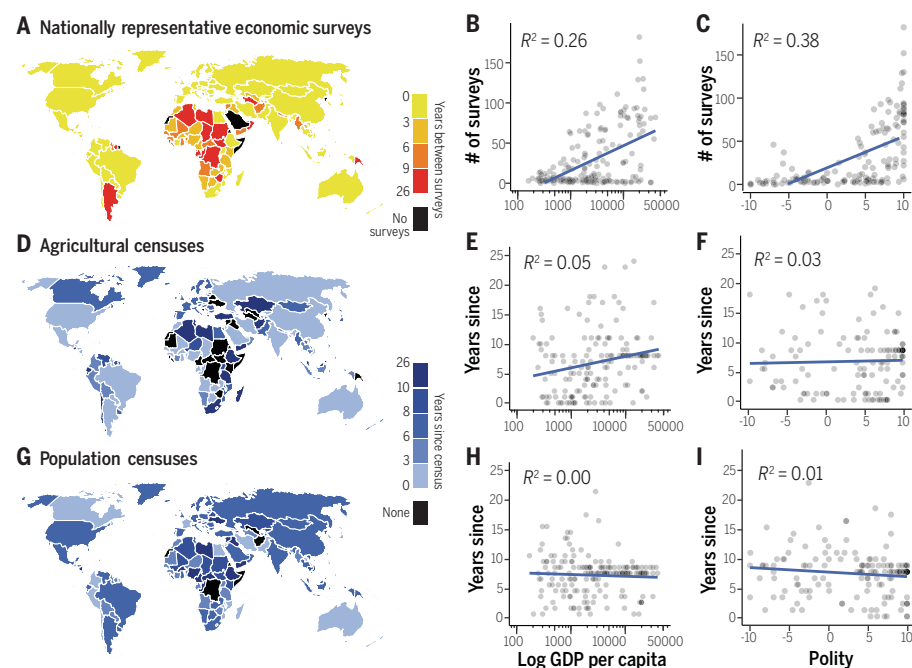 A Nationally representative economic surveys
0
3
6
9
26
Years between surveys
No
surveys
B
R² = 0.26
# of surveys
150
100
50
0
100
1000
10000
50000
C
R² = 0.38
# of surveys
150
100
50
0
-10
-5
0
5
10
D Agricultural censuses
26
10
8
6
3
0
Years since census
None
E
R² = 0.05
Years since
25
20
15
10
5
0
100
1000
10000
50000
F
R² = 0.03
Years since
25
20
15
10
5
0
-10
-5
0
5
10
G Population censuses
H
R² = 0.00
Years since
25
20
15
10
5
0
100
1000
10000
50000
Log GDP per capita
I
R² = 0.01
Years since
25
20
15
10
5
0
-10
-5
0
5
10
Polity